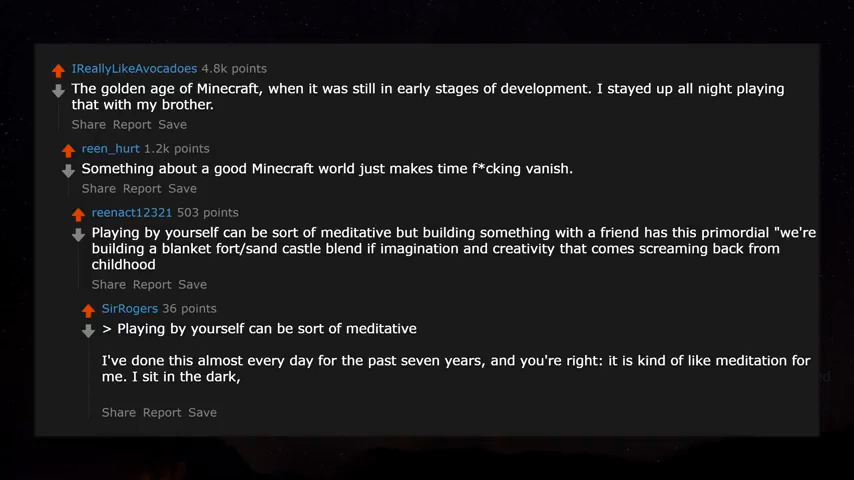 IReallyLikeAvocadoes 4.8k points
The golden age of Minecraft, when it was still in early stages of development. I stayed up all night playing
that with my brother.
Share Report Save
reen_hurt 1.2k points
Something about a good Minecraft world just makes time f*cking vanish.
Share Report Save
reenact12321 503 points
Playing by yourself can be sort of meditative but building something with a friend has this primordial "we're
building a blanket fort/sand castle blend if imagination and creativity that comes screaming back from
childhood
Share Report Save
SirRogers 36 points
> Playing by yourself can be sort of meditative
I've done this almost every day for the past seven years, and you're right: it is kind of like meditation for
me. I sit in the dark,
Share Report Save